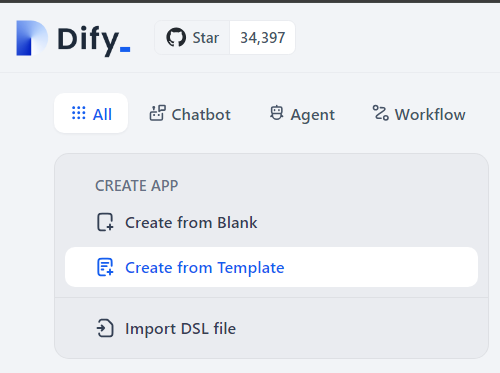 Dify_
Star 34,397
All Chatbot Agent Workflow
CREATE APP
Create from Blank
Create from Template
Import DSL file